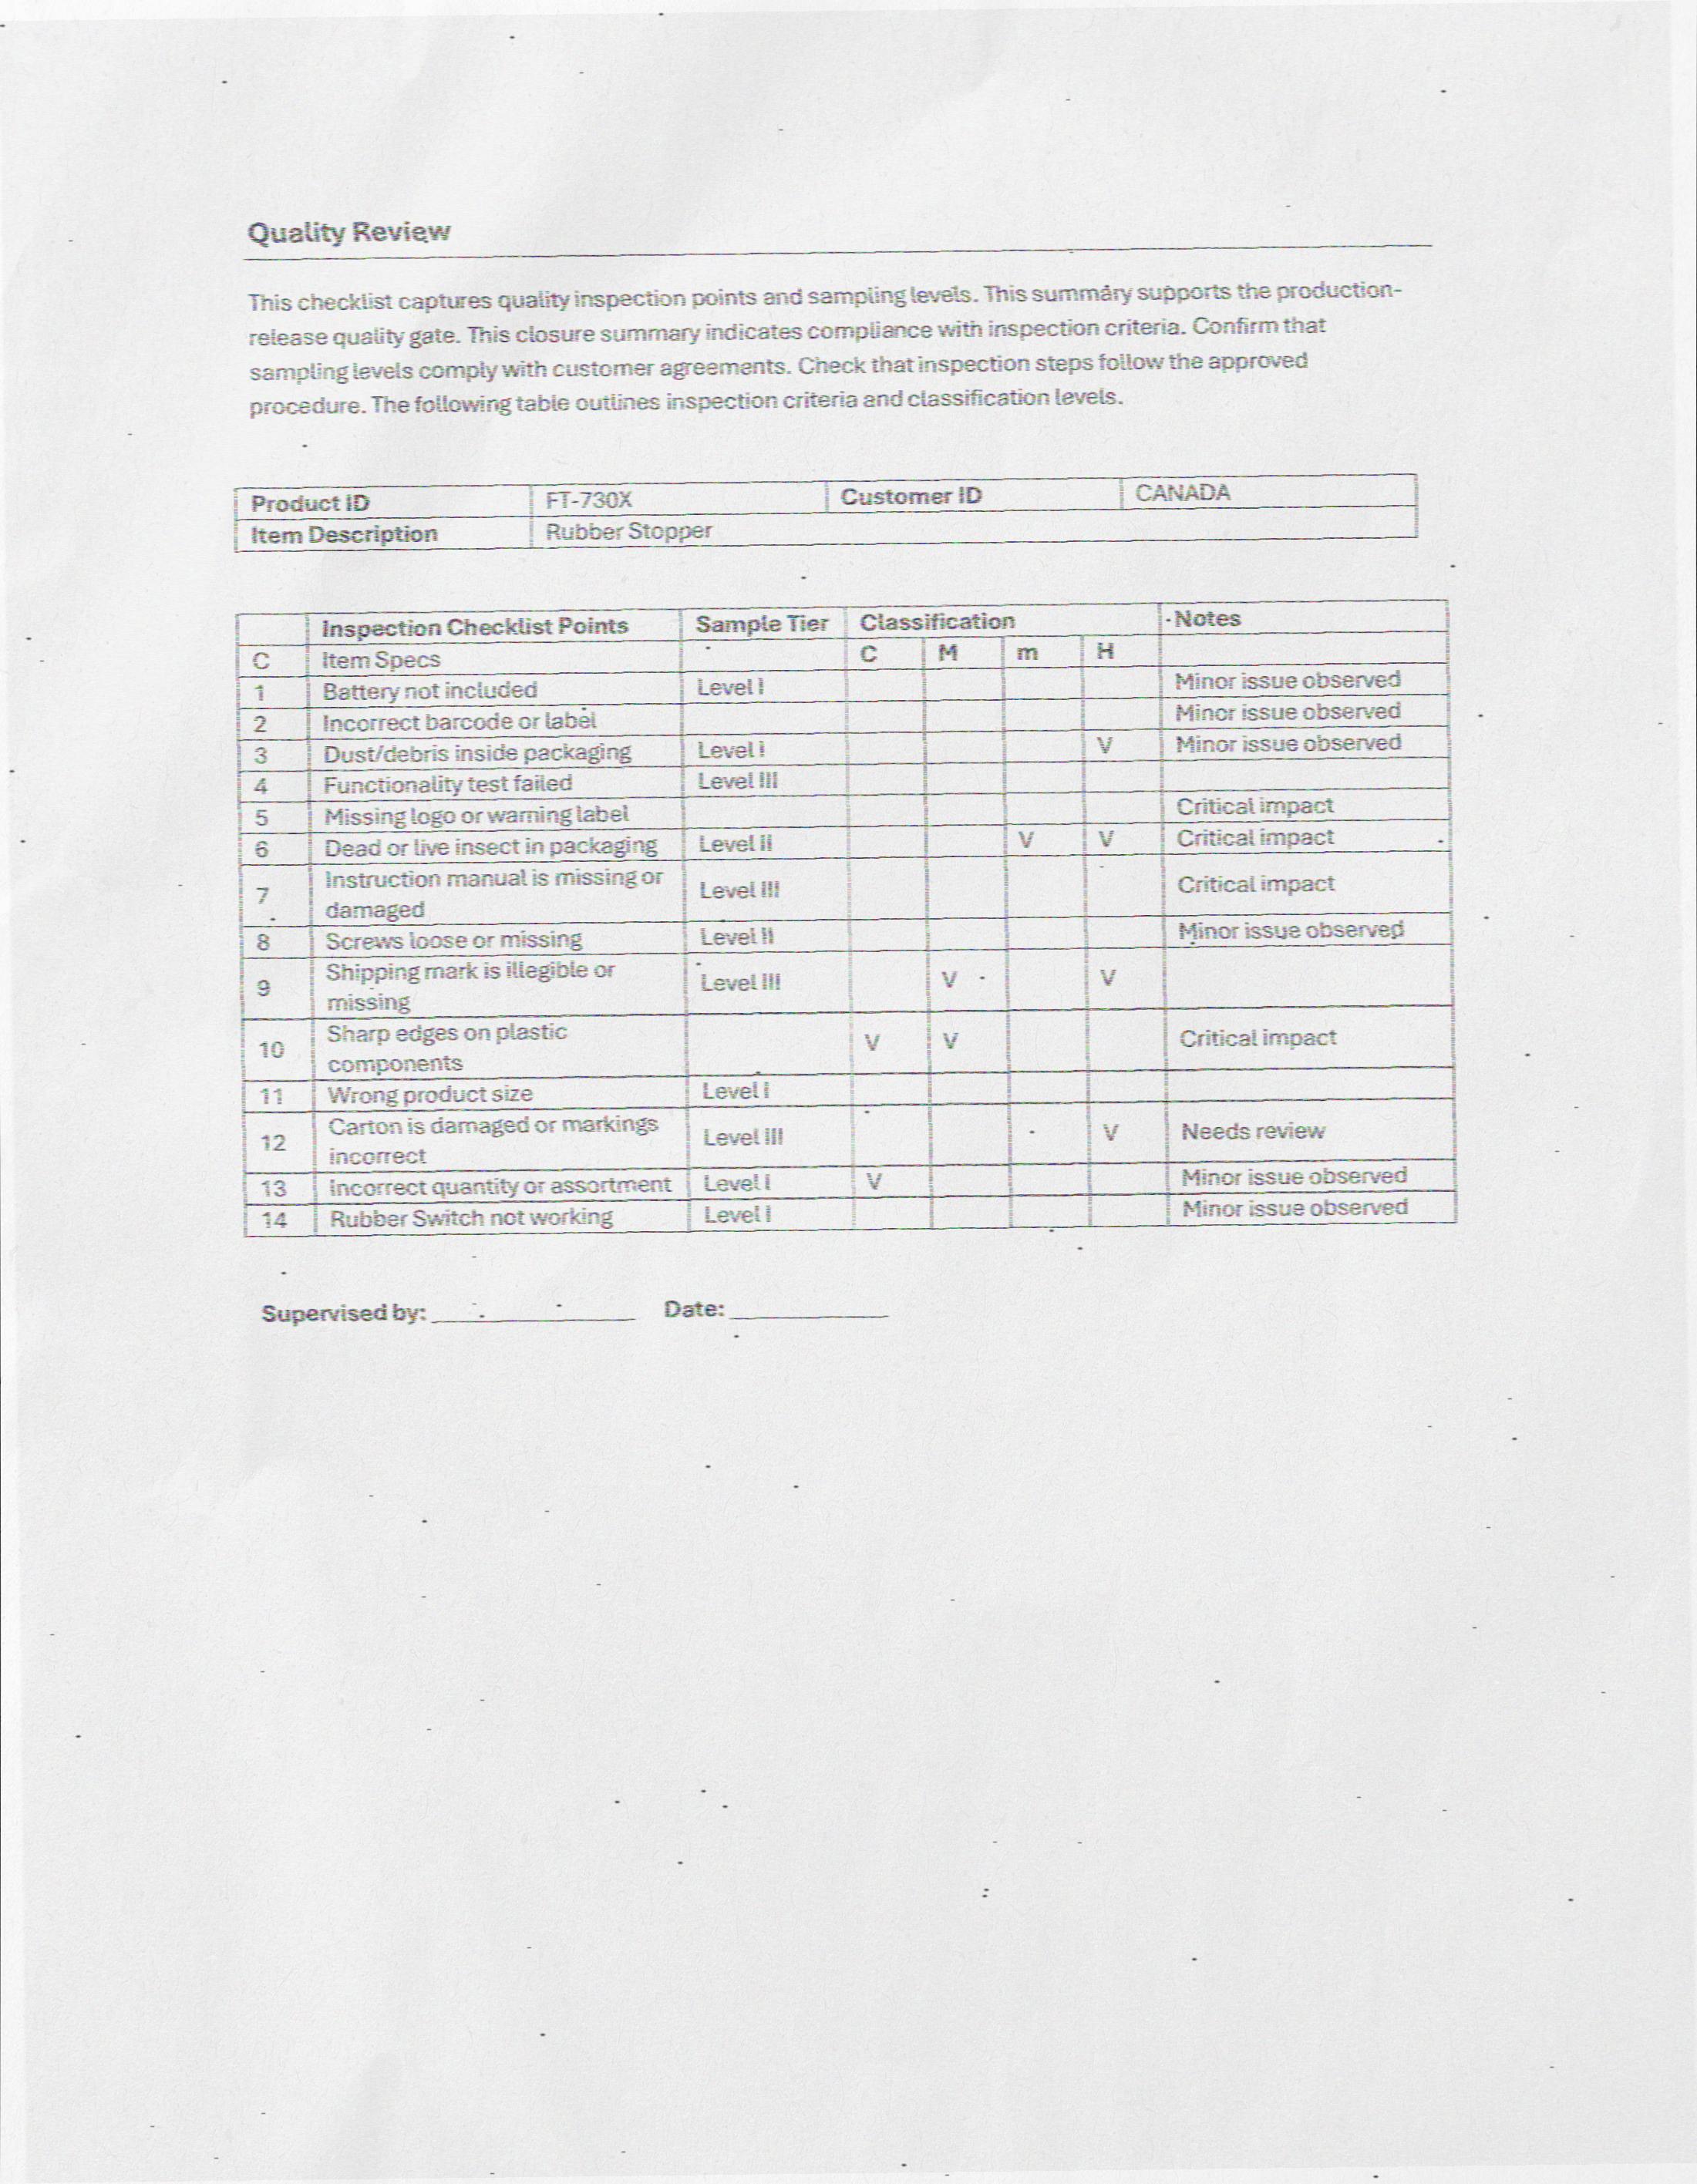 Quality Review
This checklist captures quality inspection points and sampling levels. This summary supports the production-
release quality gate. This closure summary indicates compliance with inspection criteria. Confirm that
sampling levels comply with customer agreements. Check that inspection steps follow the approved
procedure. The following table outlines inspection criteria and classification levels.
Product ID FT-730X Customer ID CANADA
Item Description Rubber Stopper
Inspection Checklist Points Sample Tier Classification Notes
C Item Specs C M m H
1 Battery not included Level I Minor issue observed
2 Incorrect barcode or label Minor issue observed
3 Dust/debris inside packaging Level I V Minor issue observed
4 Functionality test failed Level III
5 Missing logo or warning label Critical impact
6 Dead or live insect in packaging Level II V V Critical impact
7 Instruction manual is missing or
damaged Level III Critical impact
8 Screws loose or missing Level II Minor issue observed
9 Shipping mark is illegible or
missing Level III V V
10 Sharp edges on plastic
components V V Critical impact
11 Wrong product size Level I
12 Carton is damaged or markings
incorrect Level III V Needs review
13 Incorrect quantity or assortment Level I V Minor issue observed
14 Rubber Switch not working Level I Minor issue observed
Supervised by: Date: